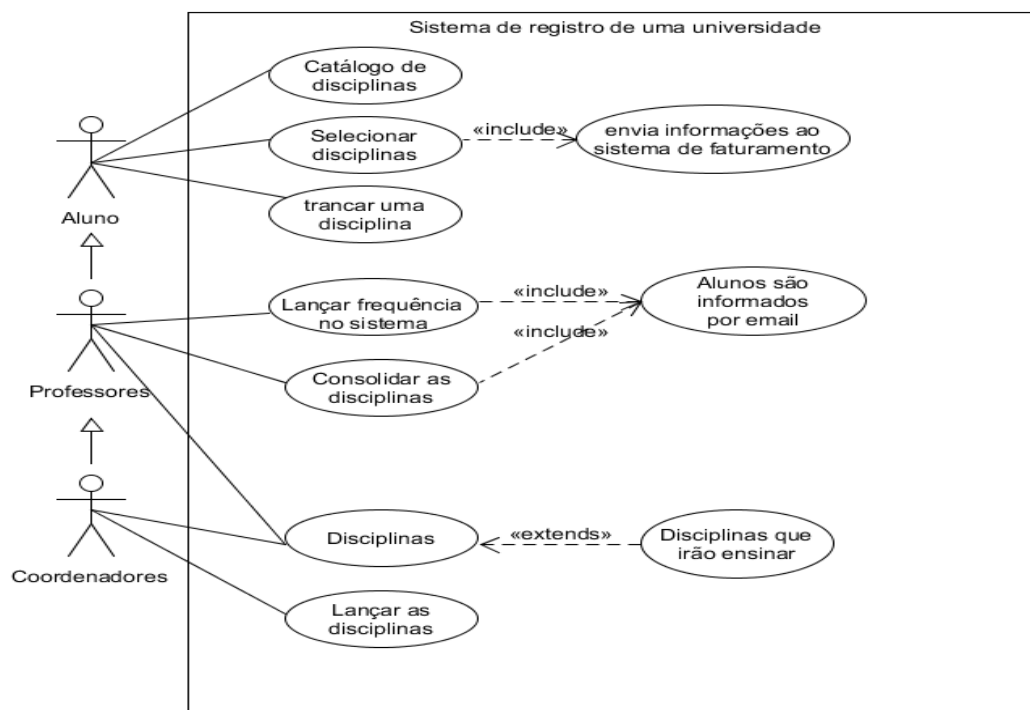 Sistema de registro de uma universidade
Catálogo de
disciplinas
Selecionar
disciplinas
«include»
envia informações ao
sistema de faturamento
trancar uma
disciplina
Aluno
Lançar frequência
no sistema
«include»
«include»
Alunos são
informados
por email
Consolidar as
disciplinas
Professores
Disciplinas
«extends»
Disciplinas que
irão ensinar
Coordenadores
Lançar as
disciplinas